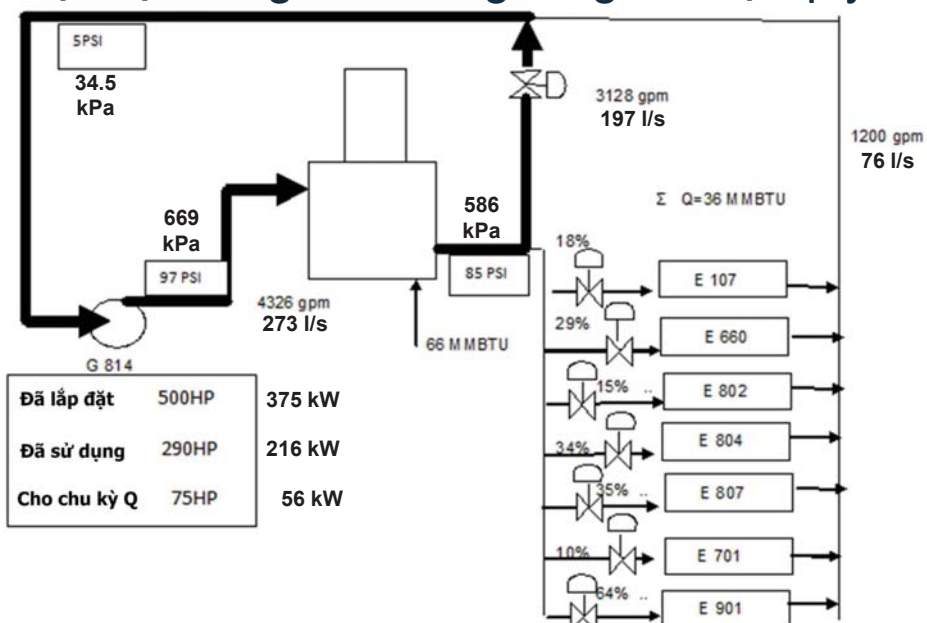 5PSI
34.5
kPa
3128 gpm
197 l/s
1200 gpm
76 l/s
Σ Q=36 MMBTU
669
kPa
97 PSI
586
kPa
85 PSI
4326 gpm
273 l/s
66 MMBTU
G 814
Đã lắp đặt 500HP 375 kW
Đã sử dụng 290HP 216 kW
Cho chu kỳ Q 75HP 56 kW
18%
E 107
29%
E 660
15% ..
E 802
34%
E 804
35% ..
E 807
10%
E 701
64% ..
E 901